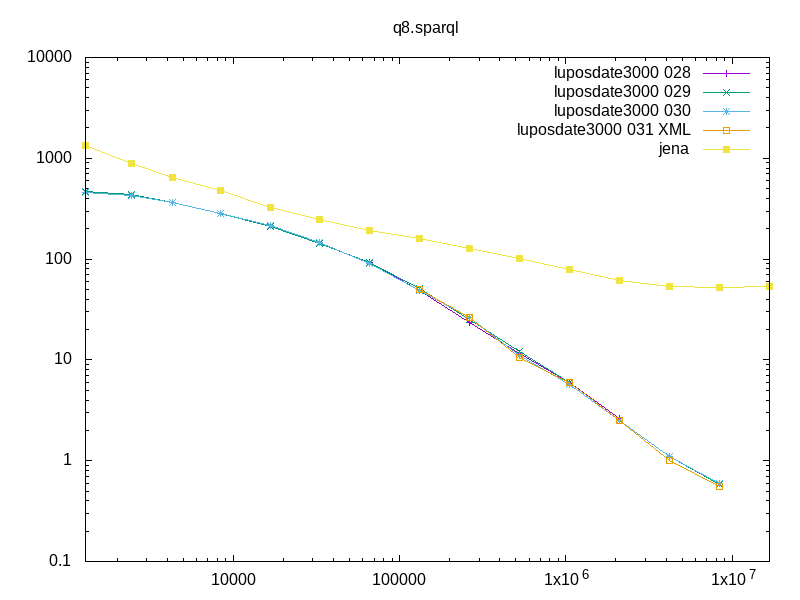 q8.sparql
10000
1000
100
10
1
0.1
luposdate3000 028
luposdate3000 029
luposdate3000 030
luposdate3000 031 XML
jena
10000 100000 1x10^6 1x10^7